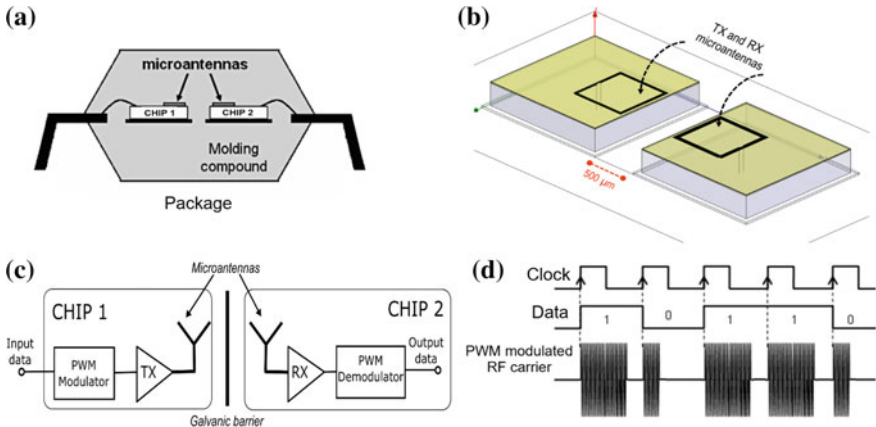 (a)
microantennas
CHIP 1
CHIP 2
Molding
compound
Package
(b)
TX and RX
microantennas
500 µm
(c)
Microantennas
CHIP 1
CHIP 2
Input
data
PWM
Modulator
TX
RX
PWM
Demodulator
Output
data
Galvanic barrier
(d)
Clock
Data
1
0
1
1
0
PWM modulated
RF carrier